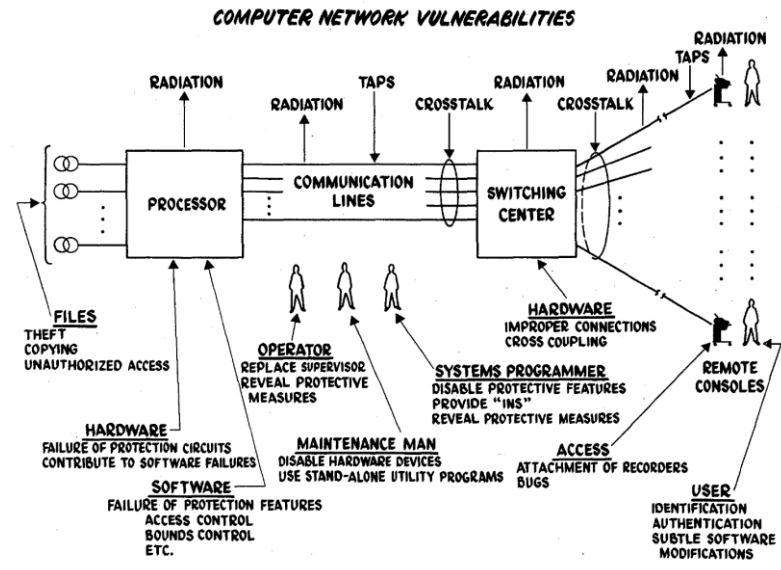 COMPUTER NETWORK VULNERABILITIES
RADIATION
TAPS
RADIATION
RADIATION
TAPS
RADIATION
RADIATION
CROSSTALK
RADIATION
CROSSTALK
PROCESSOR
COMMUNICATION
LINES
SWITCHING
CENTER
FILES
THEFT
COPYING
UNAUTHORIZED ACCESS
OPERATOR
REPLACE SUPERVISOR
REVEAL PROTECTIVE
MEASURES
HARDWARE
IMPROPER CONNECTIONS
CROSS COUPLING
SYSTEMS PROGRAMMER
DISABLE PROTECTIVE FEATURES
PROVIDE "INS"
REVEAL PROTECTIVE MEASURES
REMOTE
CONSOLES
HARDWARE
FAILURE OF PROTECTION CIRCUITS
CONTRIBUTE TO SOFTWARE FAILURES
MAINTENANCE MAN
DISABLE HARDWARE DEVICES
USE STAND-ALONE UTILITY PROGRAMS
ACCESS
ATTACHMENT OF RECORDERS
BUGS
SOFTWARE
FAILURE OF PROTECTION FEATURES
ACCESS CONTROL
BOUNDS CONTROL
ETC.
USER
IDENTIFICATION
AUTHENTICATION
SUBTLE SOFTWARE
MODIFICATIONS